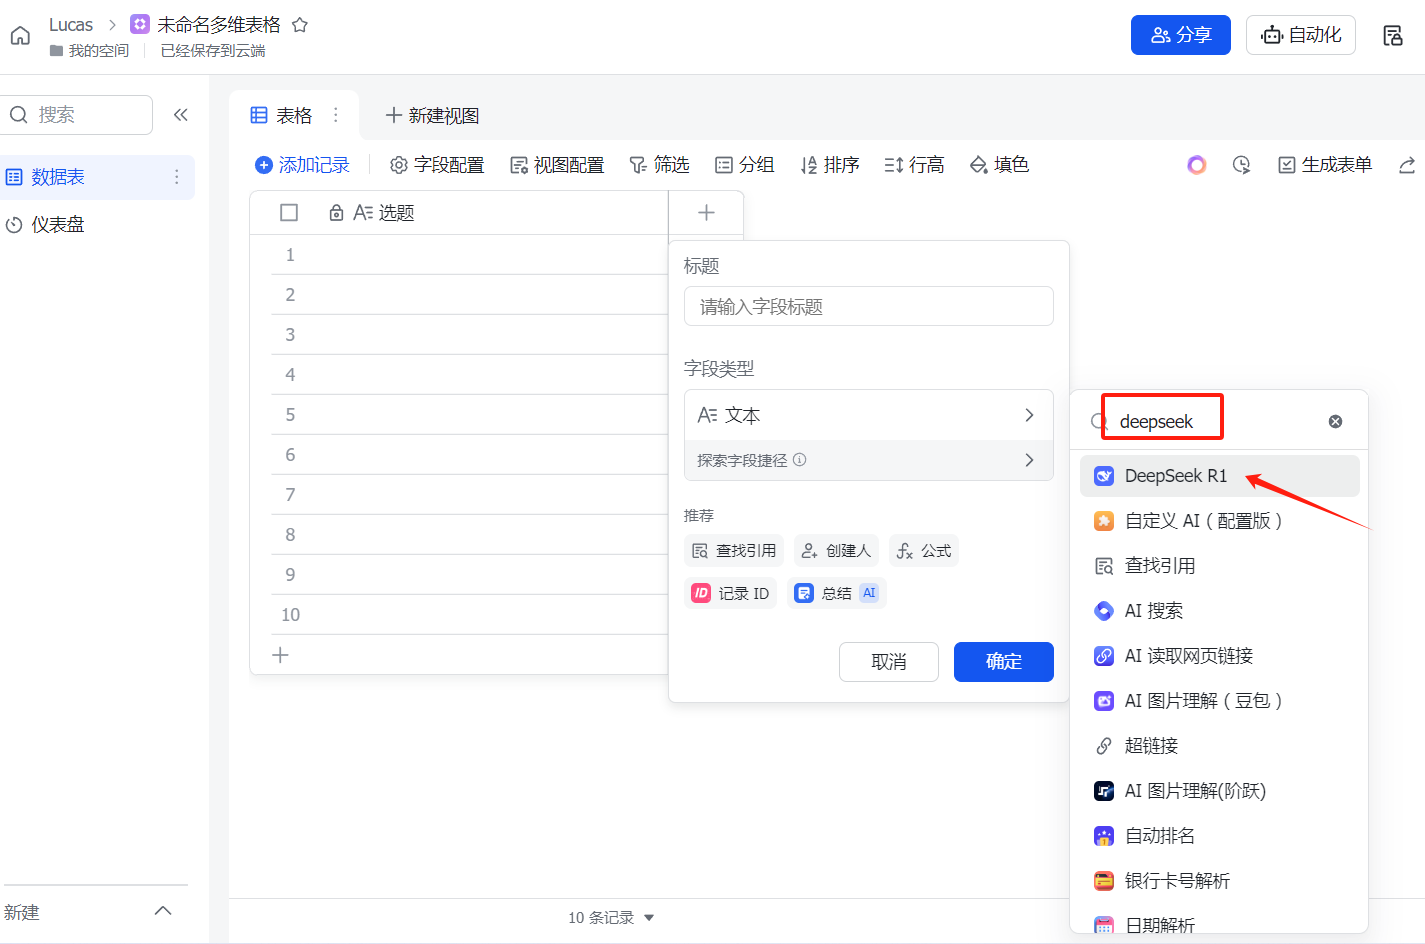 Lucas
未命名多维表格
我的空间
已经保存到云端
分享
自动化
搜索
数据表
仪表盘
新建
表格
新建视图
添加记录
字段配置
视图配置
筛选
分组
排序
行高
填色
生成表单
选题
1
2
3
4
5
6
7
8
9
10
标题
请输入字段标题
字段类型
文本
探索字段捷径
推荐
查找引用
创建人
公式
ID 记录 ID
总结 AI
取消
确定
deepseek
DeepSeek R1
自定义 AI（配置版）
查找引用
AI 搜索
AI 读取网页链接
AI 图片理解（豆包）
超链接
AI 图片理解(阶跃)
自动排名
银行卡号解析
日期解析
10 条记录